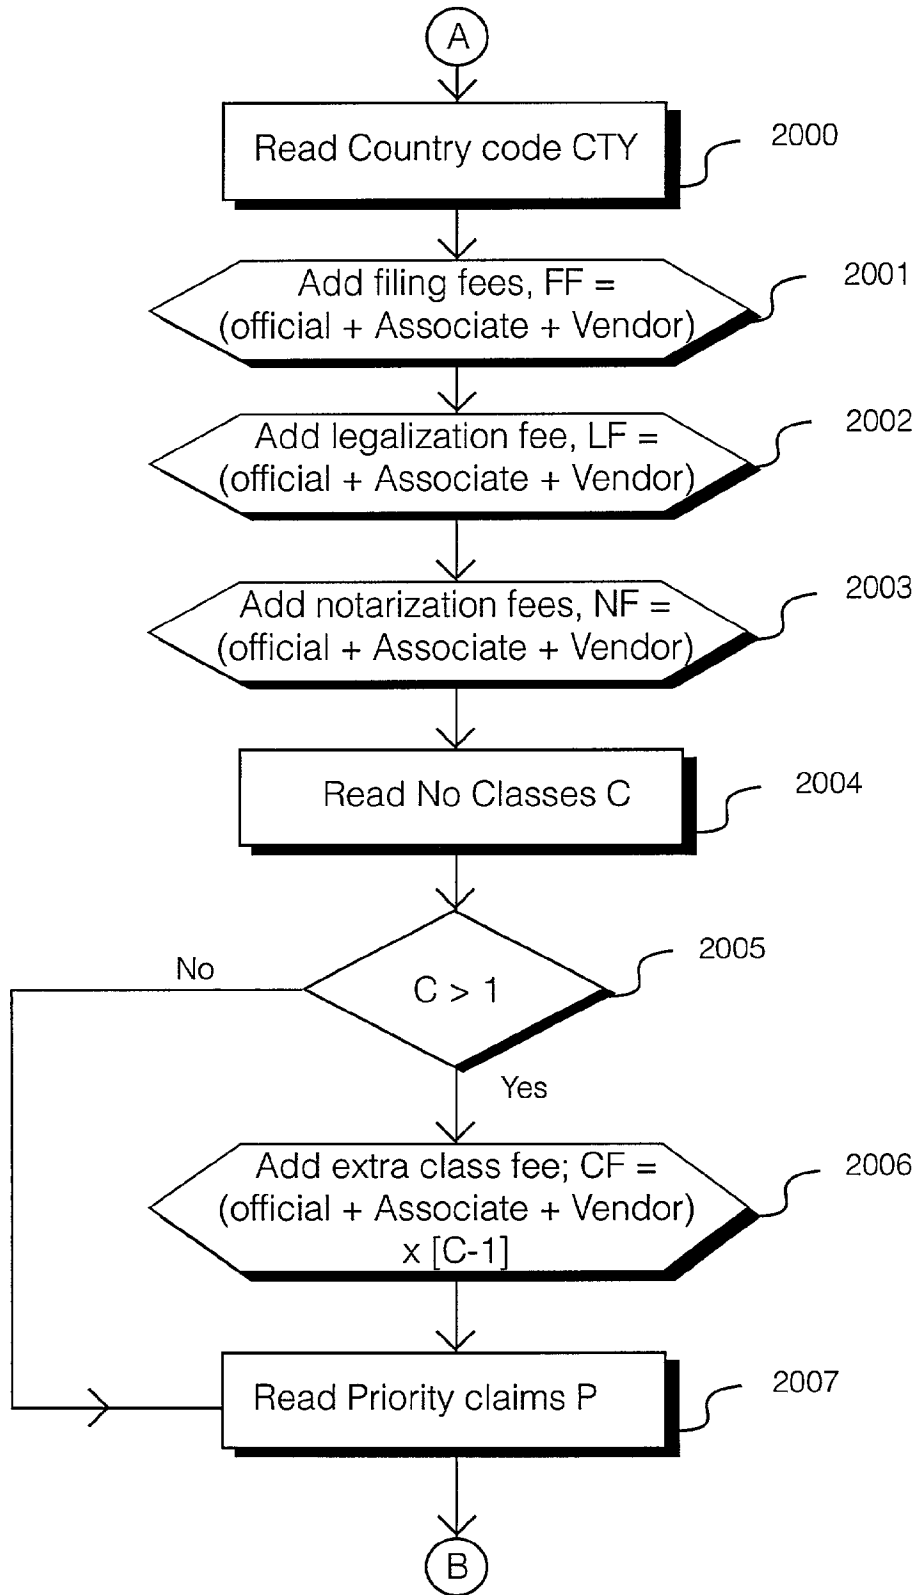 A
Read Country code CTY
2000
Add filing fees, FF =
(official + Associate + Vendor)
2001
Add legalization fee, LF =
(official + Associate + Vendor)
2002
Add notarization fees, NF =
(official + Associate + Vendor)
2003
Read No Classes C
2004
C > 1
2005
No
Yes
Add extra class fee; CF =
(official + Associate + Vendor)
x [C-1]
2006
Read Priority claims P
2007
B